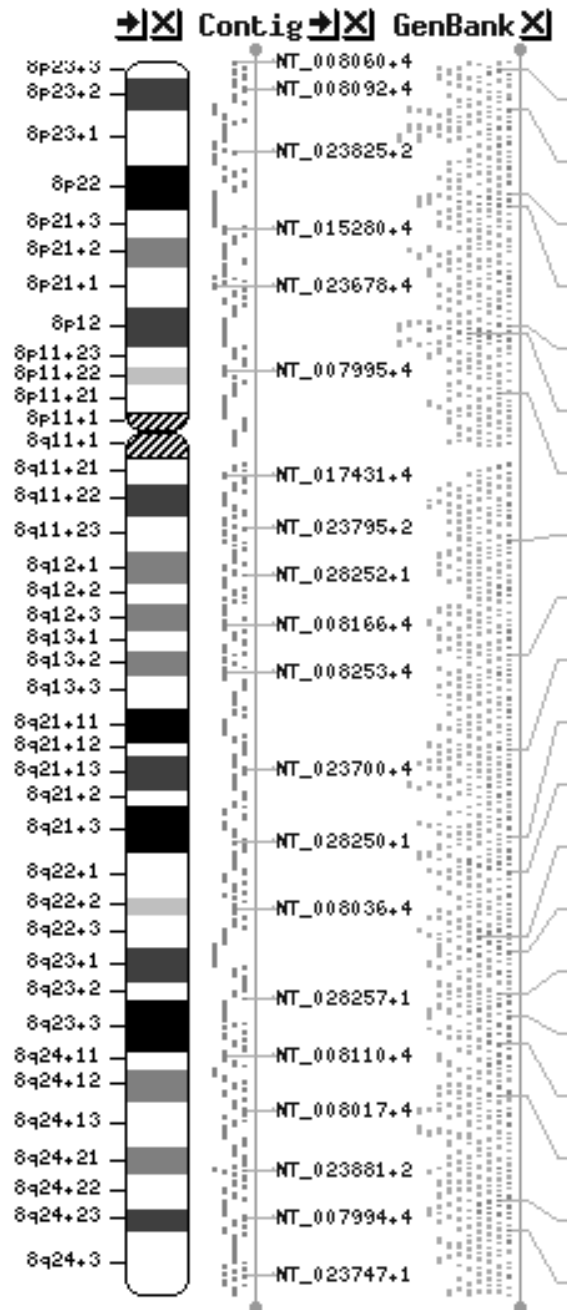 Contig GenBank
8p23+3
8p23+2
8p23+1
8p22
8p21+3
8p21+2
8p21+1
8p12
8p11+23
8p11+22
8p11+21
8p11+1
8q11+1
8q11+21
8q11+22
8q11+23
8q12+1
8q12+2
8q12+3
8q13+1
8q13+2
8q13+3
8q21+11
8q21+12
8q21+13
8q21+2
8q21+3
8q22+1
8q22+2
8q22+3
8q23+1
8q23+2
8q23+3
8q24+11
8q24+12
8q24+13
8q24+21
8q24+22
8q24+23
8q24+3
NT_008060+4
NT_008092+4
NT_023825+2
NT_015280+4
NT_023678+4
NT_007995+4
NT_017431+4
NT_023795+2
NT_028252+1
NT_008166+4
NT_008253+4
NT_023700+4
NT_028250+1
NT_008036+4
NT_028257+1
NT_008110+4
NT_008017+4
NT_023881+2
NT_007994+4
NT_023747+1